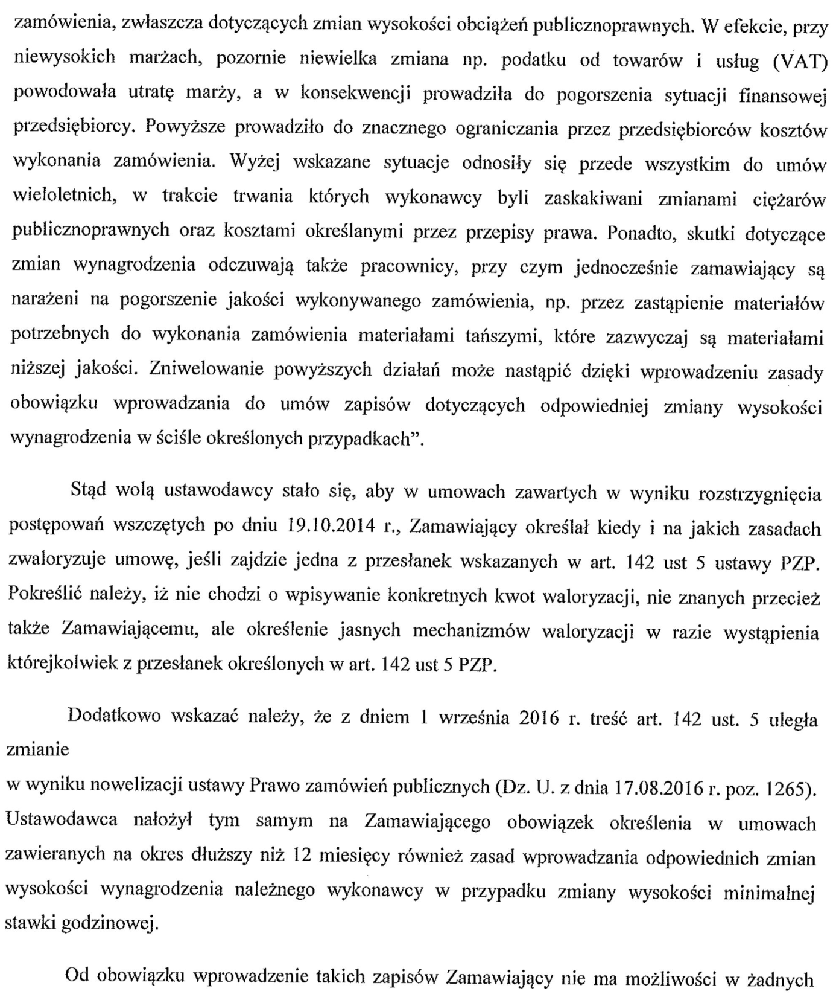 zamówienia, zwłaszcza dotyczących zmian wysokości obciążeń publicznoprawnych. W efekcie, przy
niewysokich marżach, pozornie niewielka zmiana np. podatku od towarów i usług (VAT)
powodowała utratę marży, a w konsekwencji prowadziła do pogorszenia sytuacji finansowej
przedsiębiorcy. Powyższe prowadziło do znacznego ograniczania przez przedsiębiorców kosztów
wykonania zamówienia. Wyżej wskazane sytuacje odnosiły się przede wszystkim do umów
wieloletnich, w trakcie trwania których wykonawcy byli zaskakiwani zmianami ciężarów
publicznoprawnych oraz kosztami określanymi przez przepisy prawa. Ponadto, skutki dotyczące
zmian wynagrodzenia odczuwają także pracownicy, przy czym jednocześnie zamawiający są
narażeni na pogorszenie jakości wykonywanego zamówienia, np. przez zastąpienie materiałów
potrzebnych do wykonania zamówienia materiałami tańszymi, które zazwyczaj są materiałami
niższej jakości. Zniwelowanie powyższych działań może nastąpić dzięki wprowadzeniu zasady
obowiązku wprowadzania do umów zapisów dotyczących odpowiedniej zmiany wysokości
wynagrodzenia w ściśle określonych przypadkach”.
Stąd wolą ustawodawcy stało się, aby w umowach zawartych w wyniku rozstrzygnięcia
postępowań wszczętych po dniu 19.10.2014 r., Zamawiający określał kiedy i na jakich zasadach
zwaloryzuje umowę, jeśli zajdzie jedna z przesłanek wskazanych w art. 142 ust 5 ustawy PZP.
Pokreślić należy, iż nie chodzi o wpisywanie konkretnych kwot waloryzacji, nie znanych przecież
także Zamawiającemu, ale określenie jasnych mechanizmów waloryzacji w razie wystąpienia
którejkolwiek z przesłanek określonych w art. 142 ust 5 PZP.
Dodatkowo wskazać należy, że z dniem 1 września 2016 r. treść art. 142 ust. 5 uległa
zmianie
w wyniku nowelizacji ustawy Prawo zamówień publicznych (Dz. U. z dnia 17.08.2016 r. poz. 1265).
Ustawodawca nałożył tym samym na Zamawiającego obowiązek określenia w umowach
zawieranych na okres dłuższy niż 12 miesięcy również zasad wprowadzania odpowiednich zmian
wysokości wynagrodzenia należnego wykonawcy w przypadku zmiany wysokości minimalnej
stawki godzinowej.
Od obowiązku wprowadzenie takich zapisów Zamawiający nie ma możliwości w żadnych